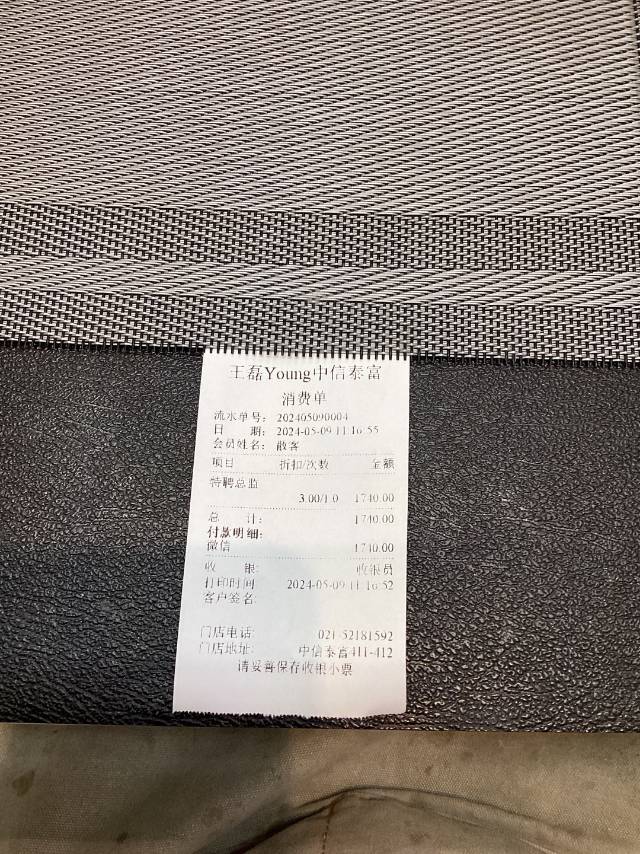 王磊Young中信泰富
消费单
流水单号: 202405090004
日 期: 2024-05-09 11:16:55
会员姓名: 散客
项目 折扣/次数 金额
特聘总监
3.00/1.0 1740.00
总 计: 1740.00
付款明细:
微信 1740.00
收 银: 收银员
打印时间 2024-05-09 11:16:52
客户签名:
门店电话: 021-52181592
门店地址: 中信泰富411-412
请妥善保存收银小票